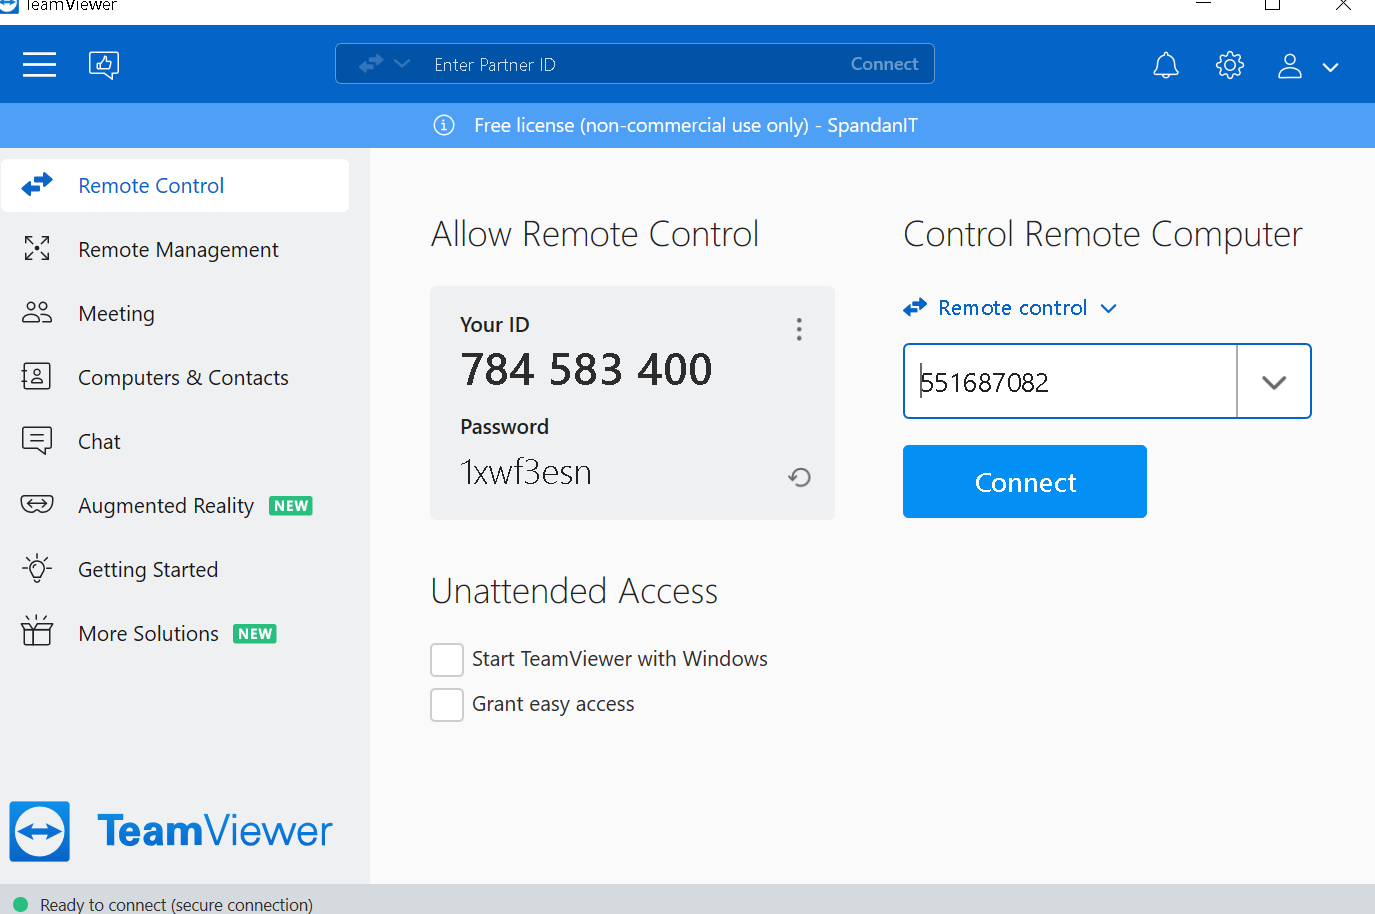 TeamViewer
Enter Partner ID
Connect
Free license (non-commercial use only) - SpandanIT
Remote Control
Remote Management
Meeting
Computers & Contacts
Chat
Augmented Reality NEW
Getting Started
More Solutions NEW
TeamViewer
Allow Remote Control
Your ID
784 583 400
Password
1xwf3esn
Unattended Access
Start TeamViewer with Windows
Grant easy access
Control Remote Computer
Remote control
551687082
Connect
Ready to connect (secure connection)